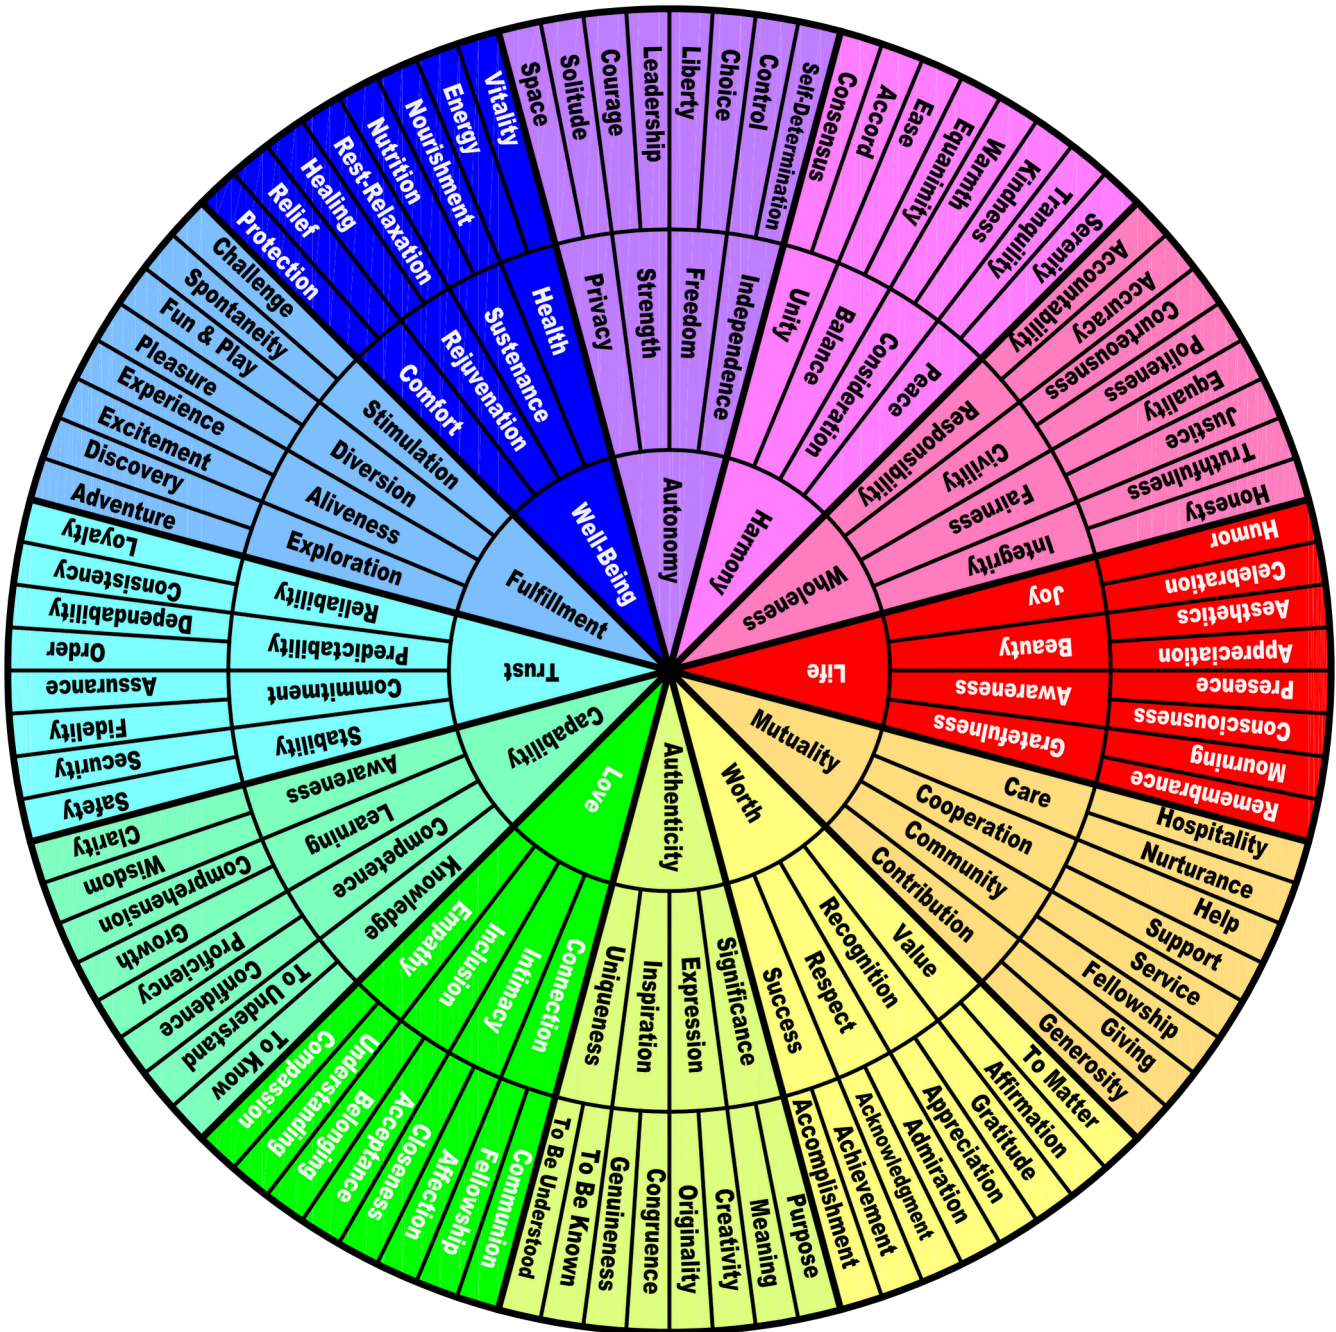 Autonomy
Privacy
Strength
Freedom
Independence
Space
Solitude
Courage
Leadership
Liberty
Choice
Control
Self-Determination
Harmony
Unity
Balance
Consideration
Peace
Consensus
Accord
Ease
Equanimity
Warmth
Kindness
Tranquility
Serenity
Wholeness
Responsibility
Civility
Fairness
Integrity
Accountability
Accuracy
Courteousness
Politeness
Equality
Justice
Truthfulness
Honesty
Life
Joy
Beauty
Awareness
Gratefulness
Humor
Celebration
Aesthetics
Appreciation
Presence
Consciousness
Mourning
Remembrance
Mutuality
Care
Cooperation
Community
Contribution
Hospitality
Nurturance
Help
Support
Service
Fellowship
Giving
Generosity
Worth
Value
Recognition
Respect
Success
To Matter
Affirmation
Gratitude
Appreciation
Admiration
Acknowledgment
Achievement
Accomplishment
Authenticity
Significance
Expression
Inspiration
Uniqueness
Purpose
Meaning
Creativity
Originality
Congruence
Genuineness
To Be Known
To Be Understood
Love
Connection
Intimacy
Inclusion
Empathy
Communion
Fellowship
Affection
Closeness
Acceptance
Belonging
Understanding
Compassion
Capability
Knowledge
Competence
Learning
Awareness
To Know
To Understand
Confidence
Proficiency
Growth
Comprehension
Wisdom
Clarity
Trust
Stability
Commitment
Predictability
Reliability
Safety
Security
Fidelity
Assurance
Order
Dependability
Consistency
Loyalty
Fulfillment
Exploration
Aliveness
Diversion
Stimulation
Adventure
Discovery
Excitement
Experience
Pleasure
Fun & Play
Spontaneity
Challenge
Well-Being
Comfort
Rejuvenation
Sustenance
Health
Protection
Relief
Healing
Rest-Relaxation
Nutrition
Nourishment
Energy
Vitality